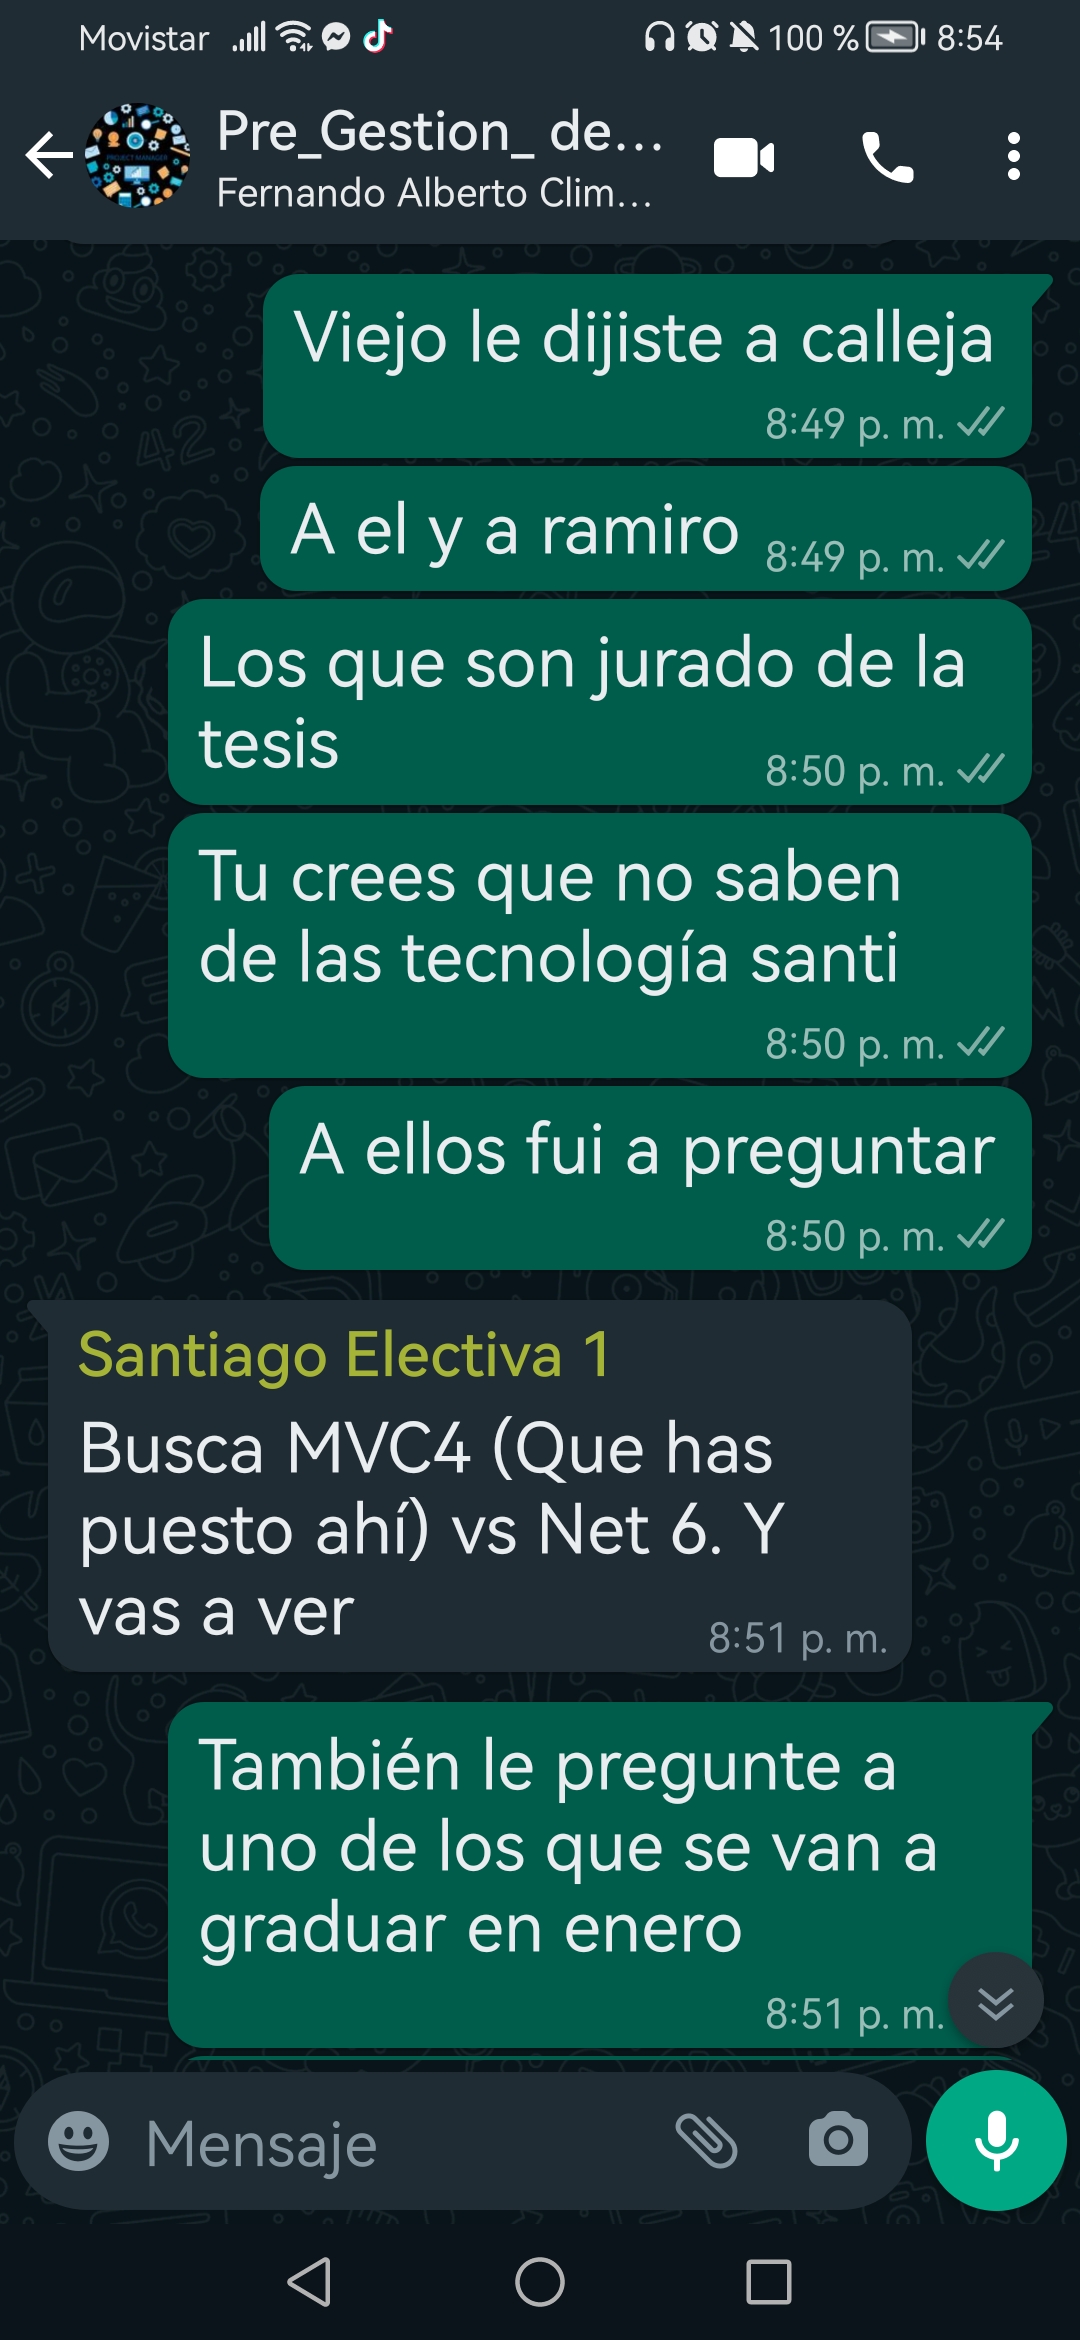 Movistar 100 % 8:54
Pre_Gestion_ de...
Fernando Alberto Clim...
PROJECT MANAGER
Viejo le dijiste a calleja
8:49 p. m.
A el y a ramiro 8:49 p. m.
Los que son jurado de la
tesis 8:50 p. m.
Tu crees que no saben
de las tecnología santi
8:50 p. m.
A ellos fui a preguntar
8:50 p. m.
Santiago Electiva 1
Busca MVC4 (Que has
puesto ahí) vs Net 6. Y
vas a ver 8:51 p. m.
También le pregunte a
uno de los que se van a
graduar en enero
8:51 p. m.
Mensaje